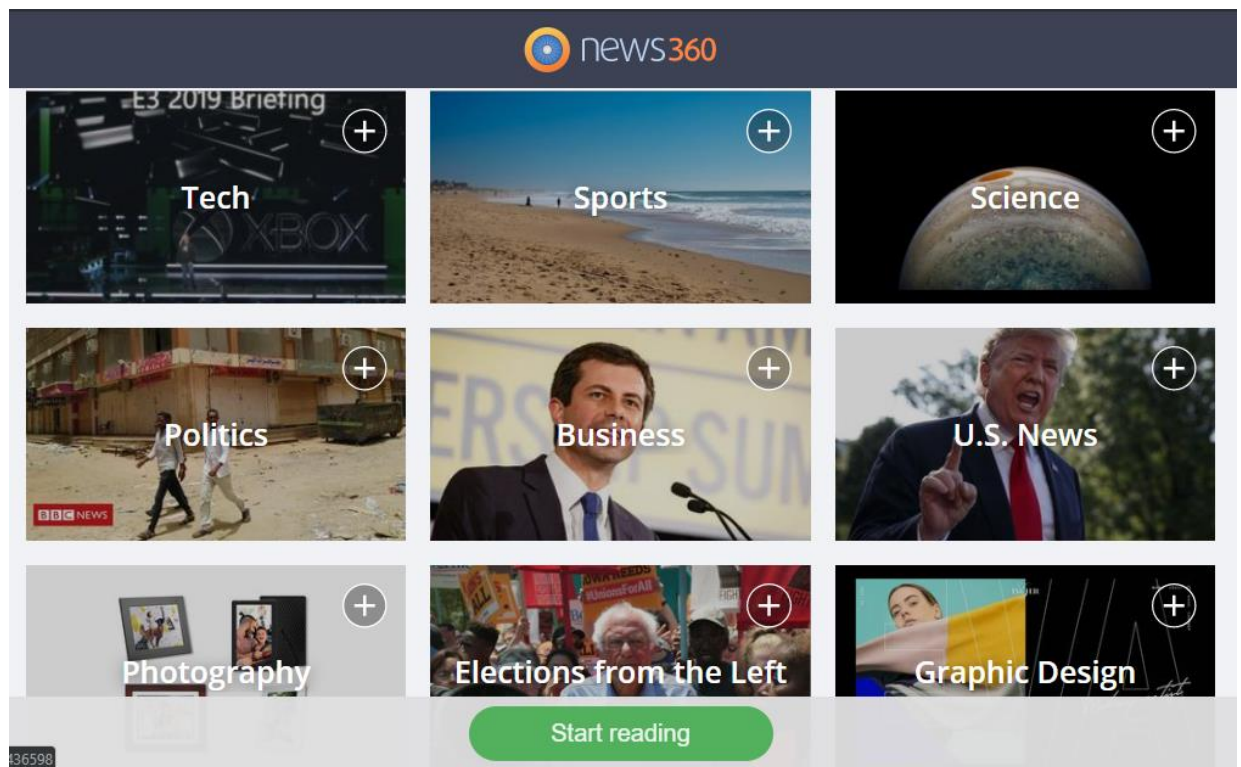 news360
E3 2019 Briefing
Tech
XBOX
Sports
Science
Politics
BBC NEWS
Business
U.S. News
Photography
#UnionsForAll
Elections from the Left
Graphic Design
Start reading
436598